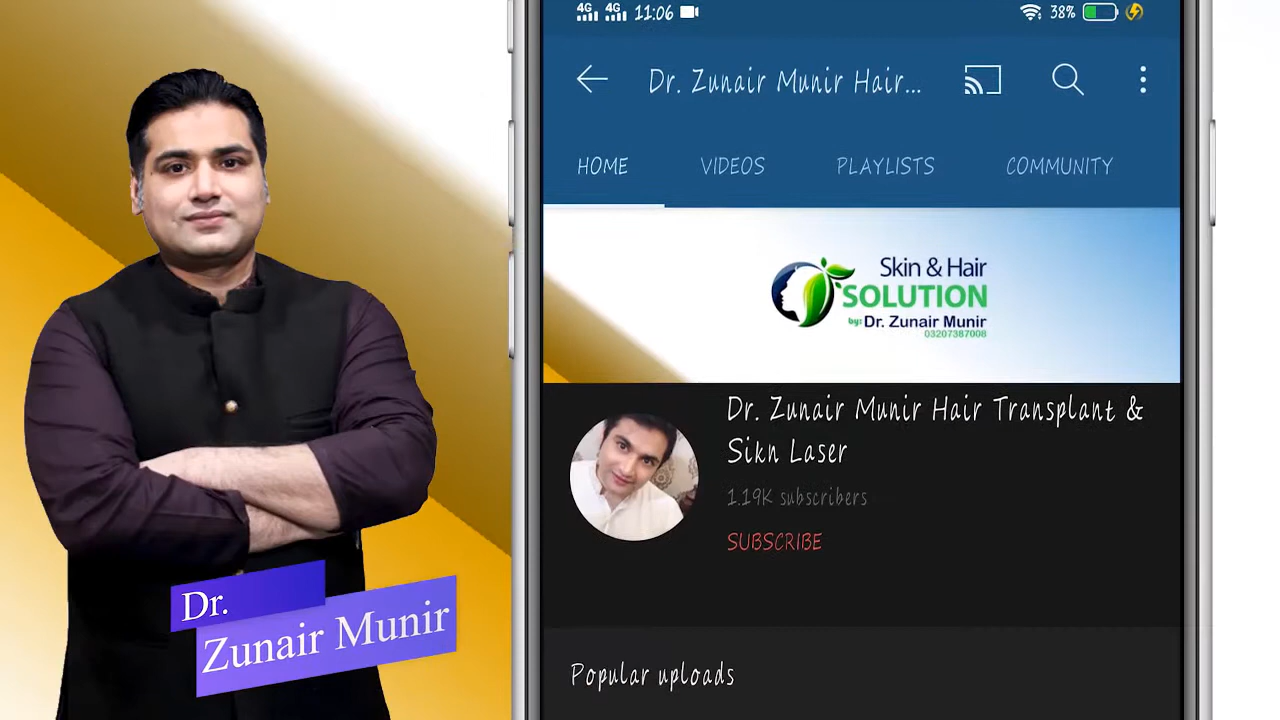 4G 4G 11:06 38%
Dr. Zunair Munir Hair...
HOME VIDEOS PLAYLISTS COMMUNITY
Skin & Hair
SOLUTION
by: Dr. Zunair Munir
03207387008
Dr. Zunair Munir Hair Transplant &
Sikn Laser
1.19K subscribers
SUBSCRIBE
Popular uploads
Dr.
Zunair Munir